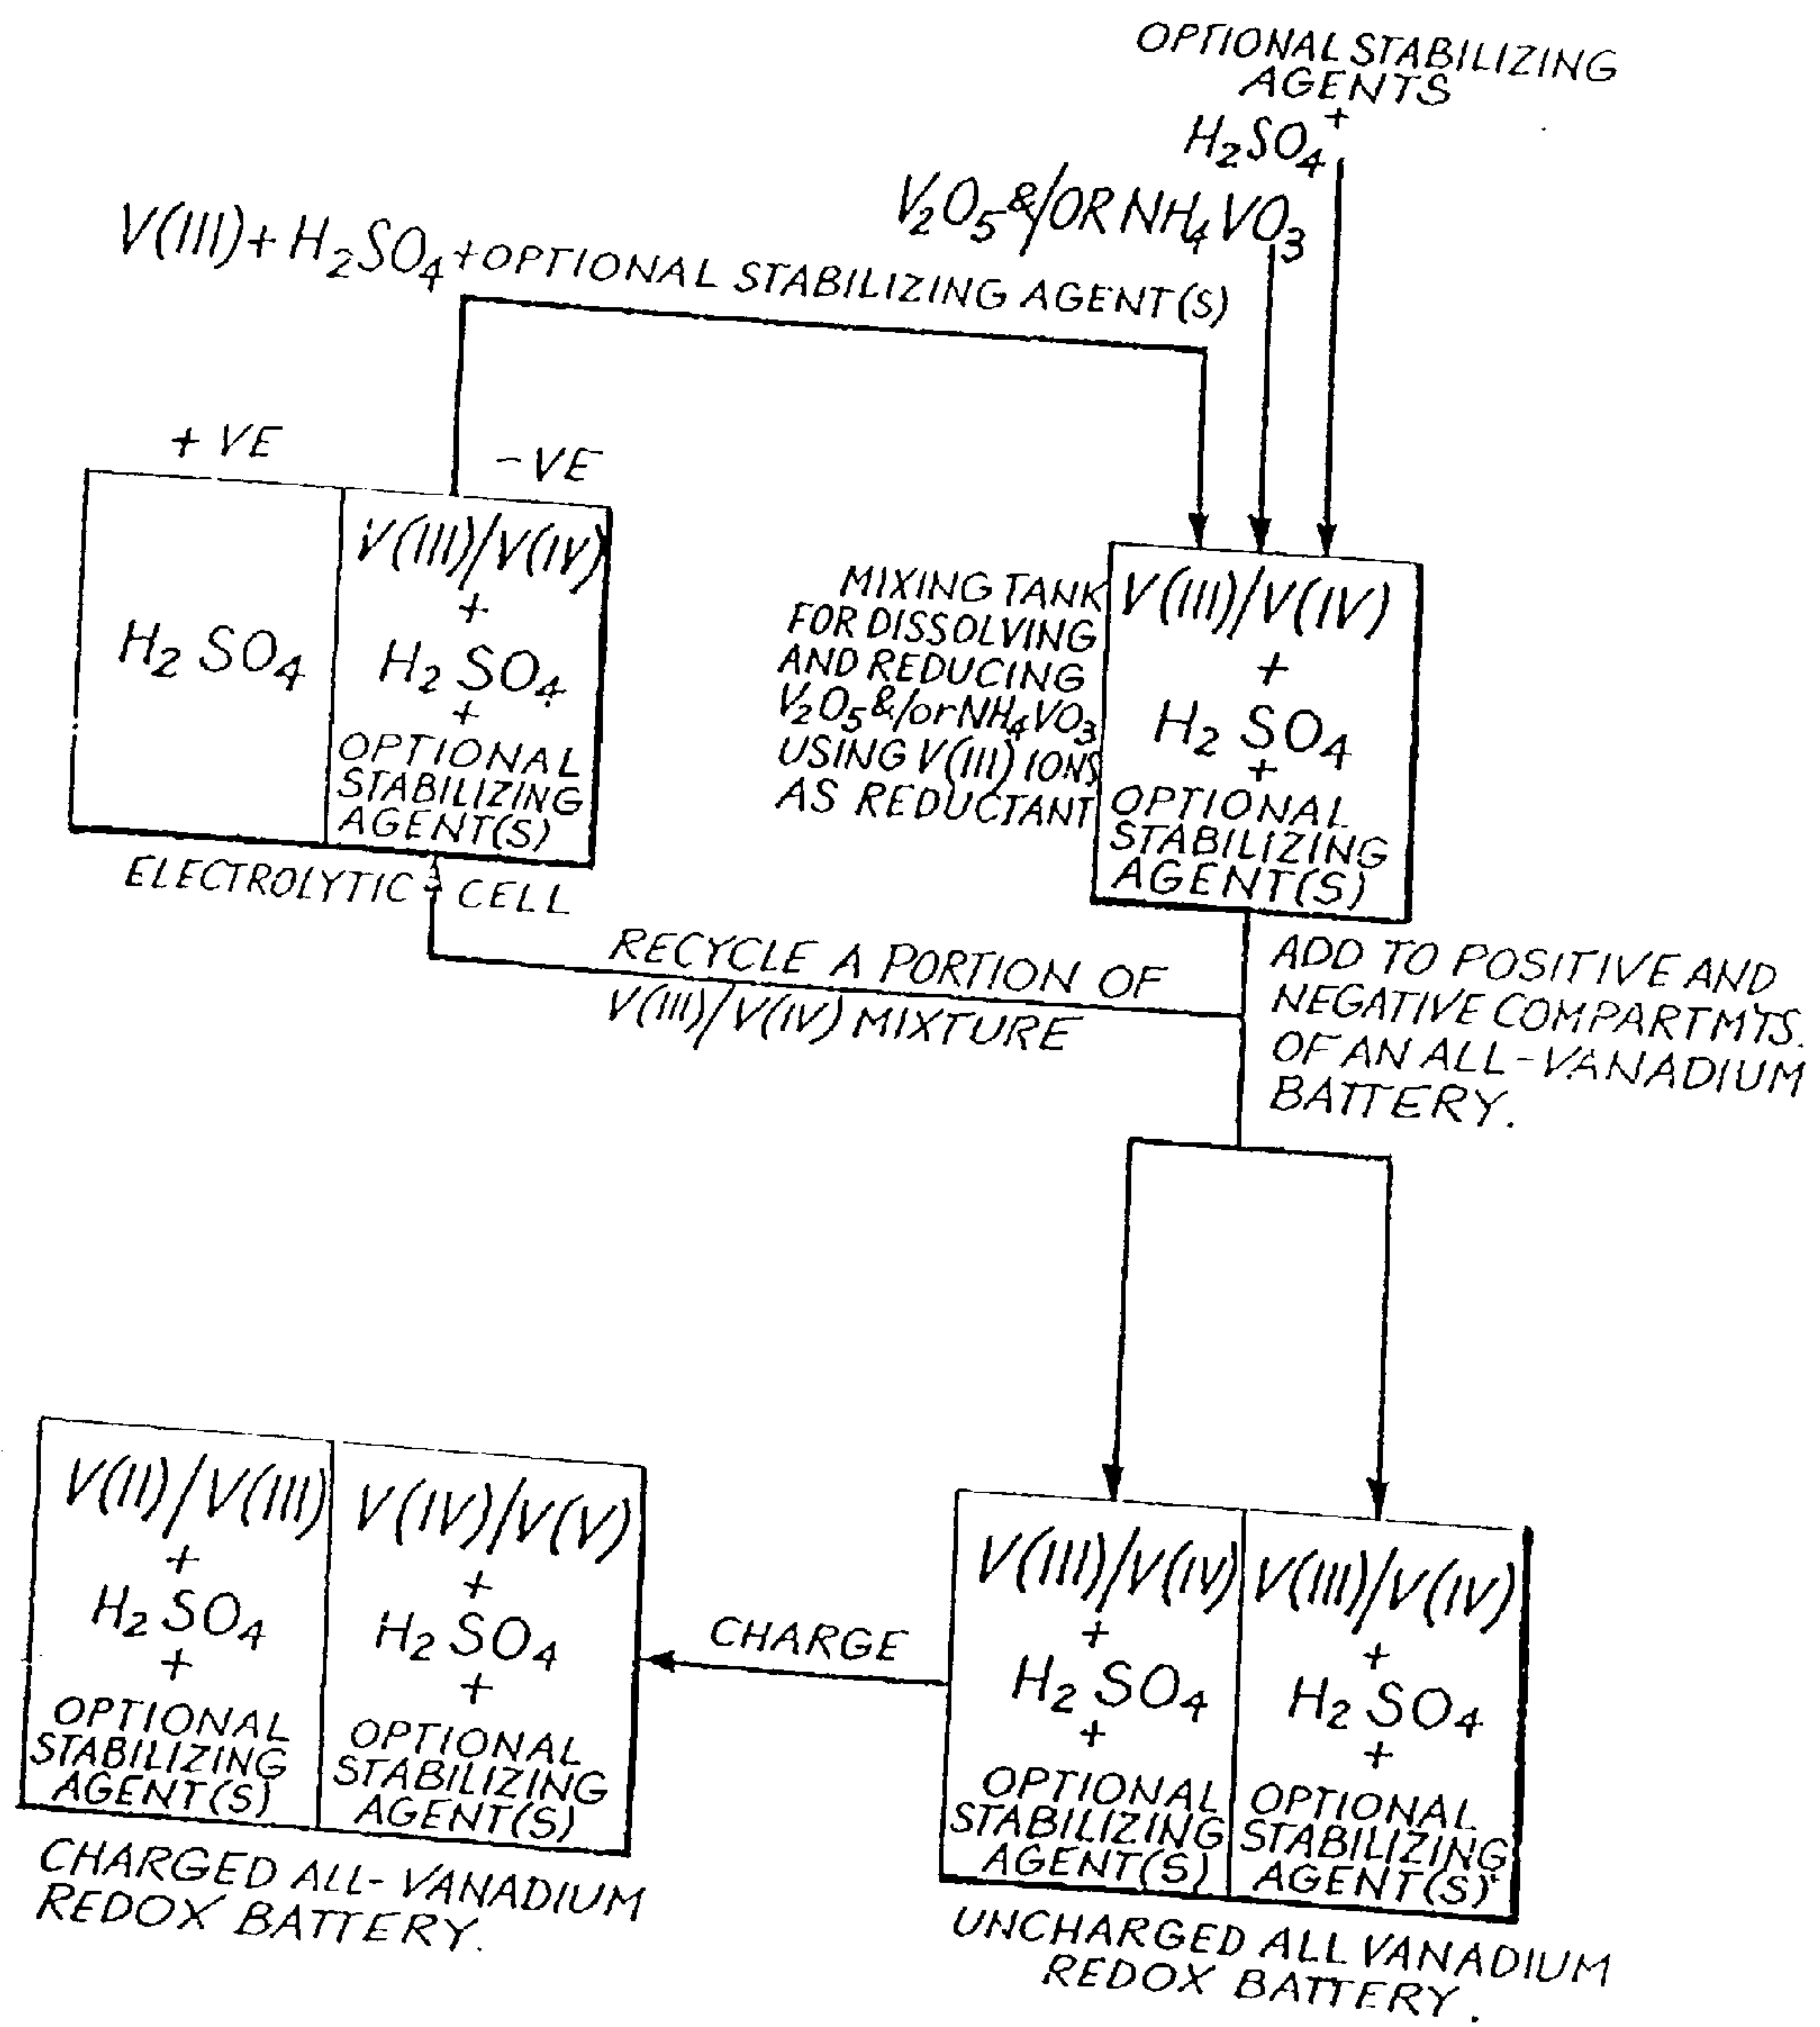 OPTIONAL STABILIZING
AGENTS
+
H₂SO₄
V₂O₅ &/OR NH₄VO₃
V(III)+H₂SO₄+OPTIONAL STABILIZING AGENT(S)
+VE
-VE
H₂SO₄
V(III)/V(IV)
+
H₂SO₄
+
OPTIONAL
STABILIZING
AGENT(S)
ELECTROLYTIC CELL
MIXING TANK
FOR DISSOLVING
AND REDUCING
V₂O₅ &/or NH₄VO₃
USING V(III) IONS
AS REDUCTANT
V(III)/V(IV)
+
H₂SO₄
+
OPTIONAL
STABILIZING
AGENT(S)
RECYCLE A PORTION OF
V(III)/V(IV) MIXTURE
ADD TO POSITIVE AND
NEGATIVE COMPARTMTS.
OF AN ALL-VANADIUM
BATTERY.
V(II)/V(III)
+
H₂SO₄
+
OPTIONAL
STABILIZING
AGENT(S)
V(IV)/V(V)
+
H₂SO₄
+
OPTIONAL
STABILIZING
AGENT(S)
CHARGED ALL-VANADIUM
REDOX BATTERY.
CHARGE
V(III)/V(IV)
+
H₂SO₄
+
OPTIONAL
STABILIZING
AGENT(S)
V(III)/V(IV)
+
H₂SO₄
+
OPTIONAL
STABILIZING
AGENT(S)
UNCHARGED ALL VANADIUM
REDOX BATTERY.